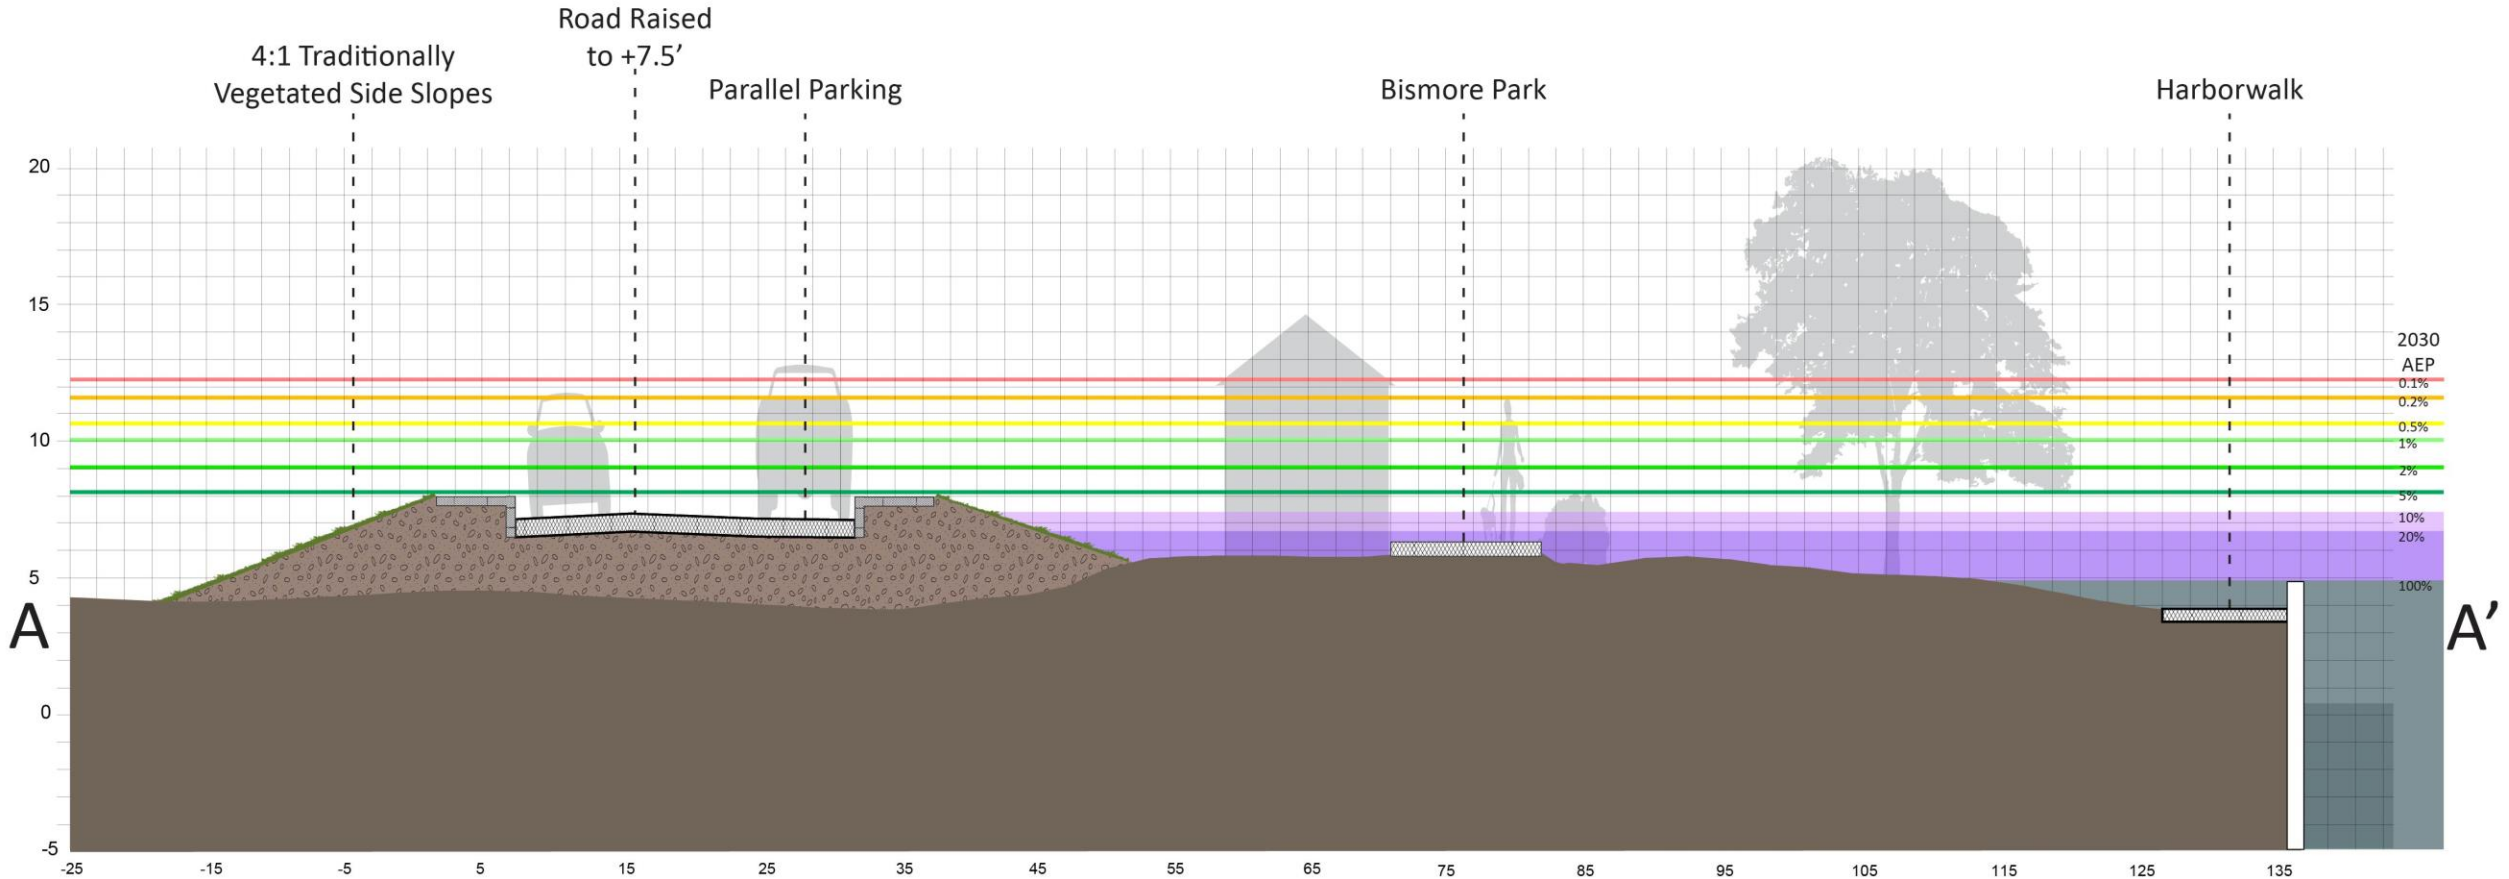 Road Raised
to +7.5’
4:1 Traditionally
Vegetated Side Slopes
Parallel Parking
Bismore Park
Harborwalk
20
15
10
5
0
-5
2030
AEP
0.1%
0.2%
0.5%
1%
2%
5%
10%
20%
100%
A
A’
-25 -15 -5 5 15 25 35 45 55 65 75 85 95 105 115 125 135